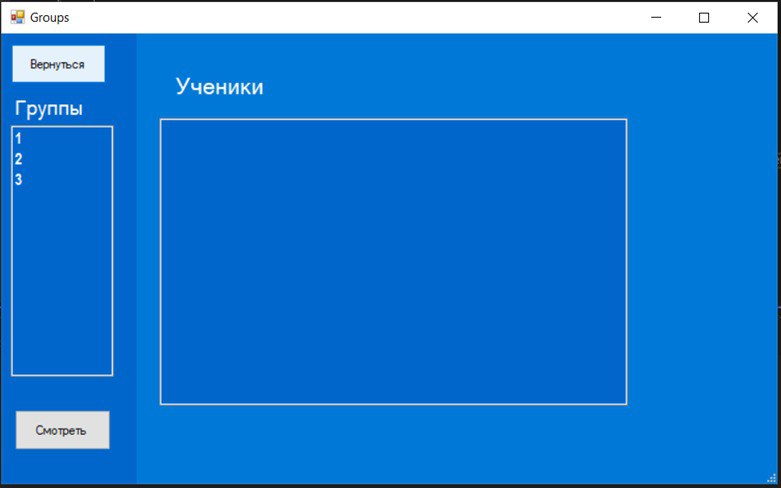 Groups
Вернуться
Ученики
Группы
1
2
3
Смотреть